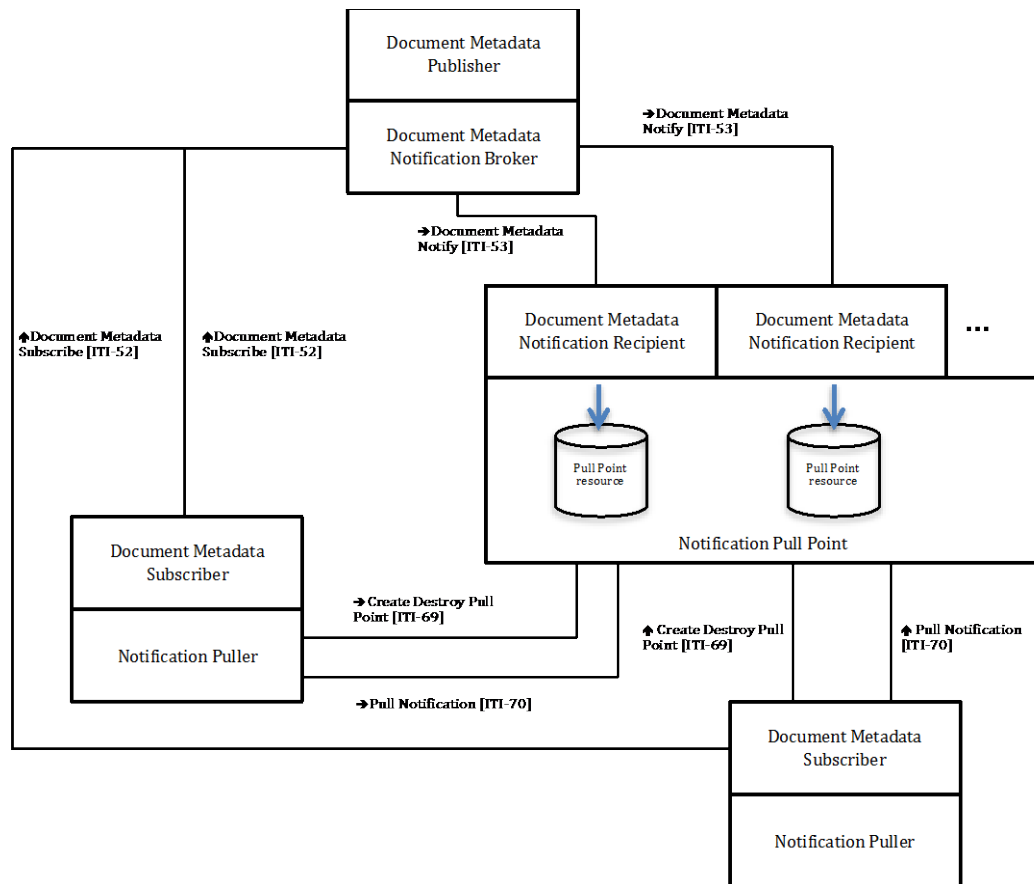 Document Metadata
Publisher
Document Metadata
Notification Broker
➔Document Metadata
Notify [ITI-53]
➔Document Metadata
Notify [ITI-53]
🡩Document Metadata
Subscribe [ITI-52]
🡩Document Metadata
Subscribe [ITI-52]
Document Metadata
Notification Recipient
Document Metadata
Notification Recipient
...
Pull Point
resource
Pull Point
resource
Notification Pull Point
Document Metadata
Subscriber
Notification Puller
➔Create Destroy Pull
Point [ITI-69]
➔Pull Notification [ITI-70]
🡩 Create Destroy Pull
Point [ITI-69]
🡩 Pull Notification
[ITI-70]
Document Metadata
Subscriber
Notification Puller